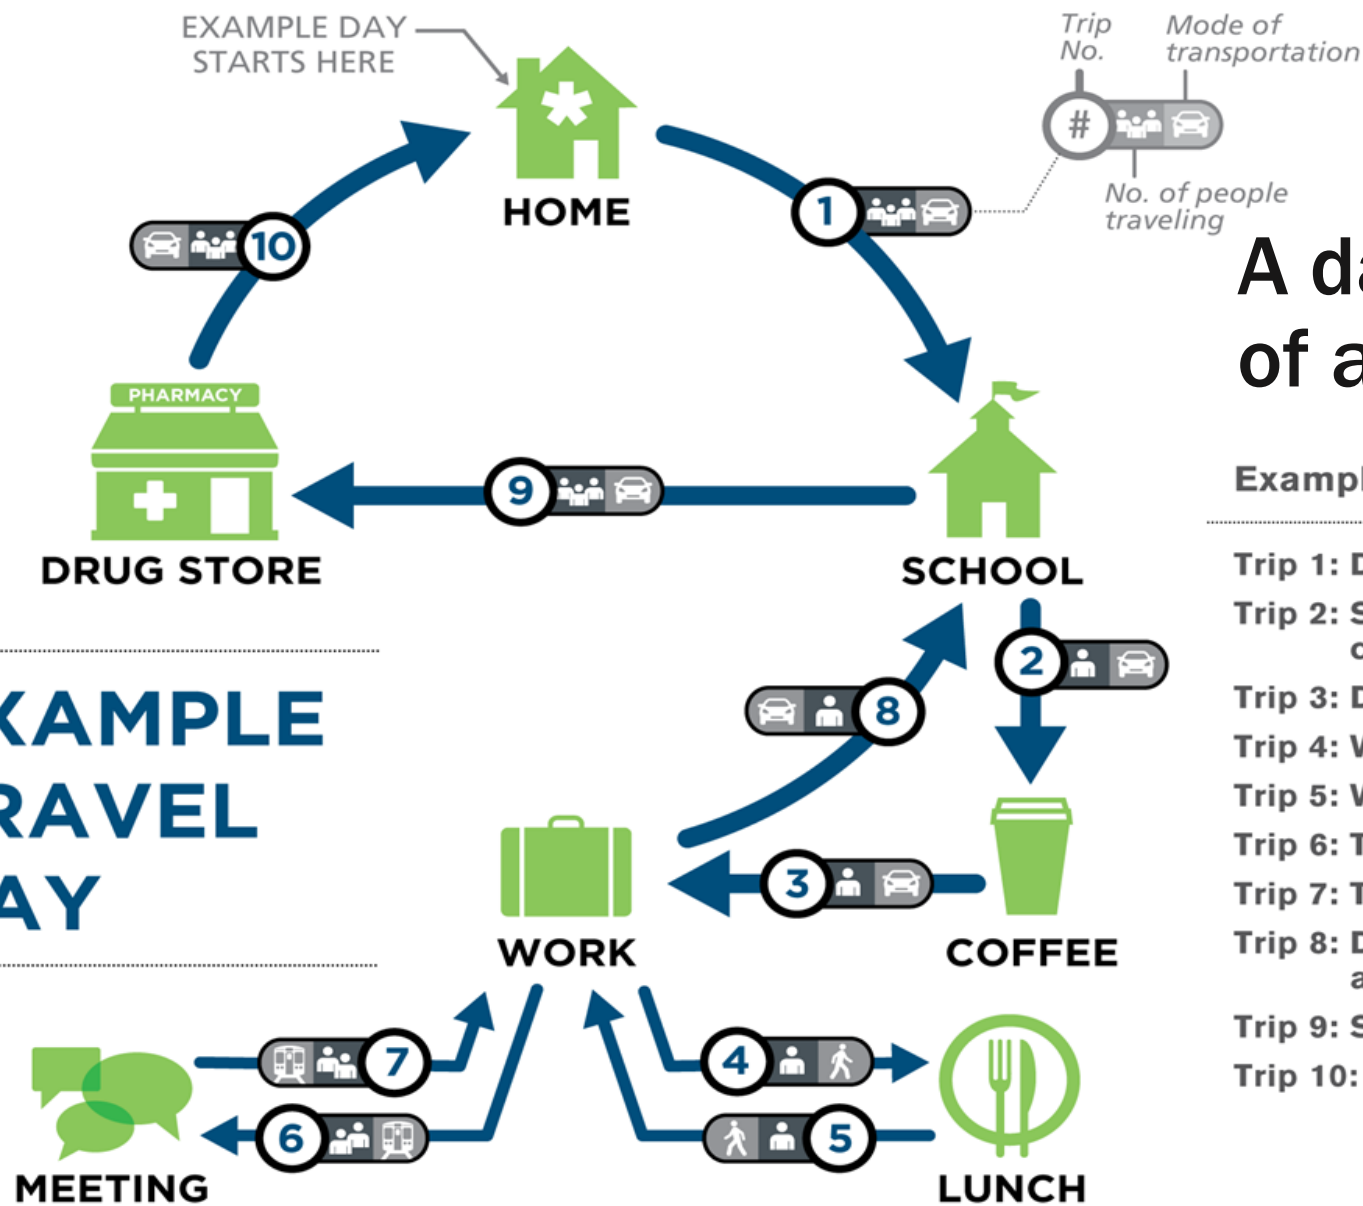 EXAMPLE DAY
STARTS HERE
Trip
No.
Mode of
transportation
#
No. of people
traveling
HOME
1
10
A da
of a
PHARMACY
DRUG STORE
9
SCHOOL
Exampl
Trip 1: D
Trip 2: S
c
Trip 3: D
Trip 4: W
Trip 5: W
Trip 6: T
Trip 7: T
Trip 8: D
a
Trip 9: S
Trip 10:
2
8
XAMPLE
RAVEL
AY
3
WORK
COFFEE
7
4
6
5
MEETING
LUNCH